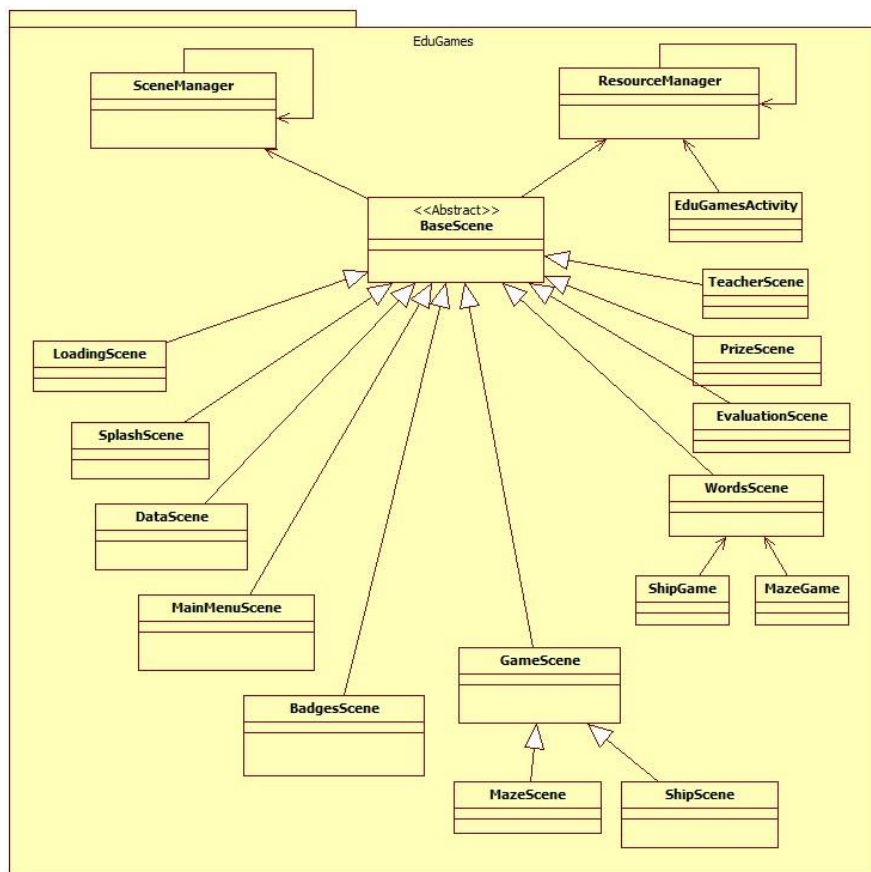 EduGames
SceneManager
ResourceManager
<<Abstract>>
BaseScene
EduGamesActivity
TeacherScene
LoadingScene
PrizeScene
SplashScene
EvaluationScene
DataScene
WordsScene
MainMenuScene
ShipGame
MazeGame
GameScene
BadgesScene
MazeScene
ShipScene